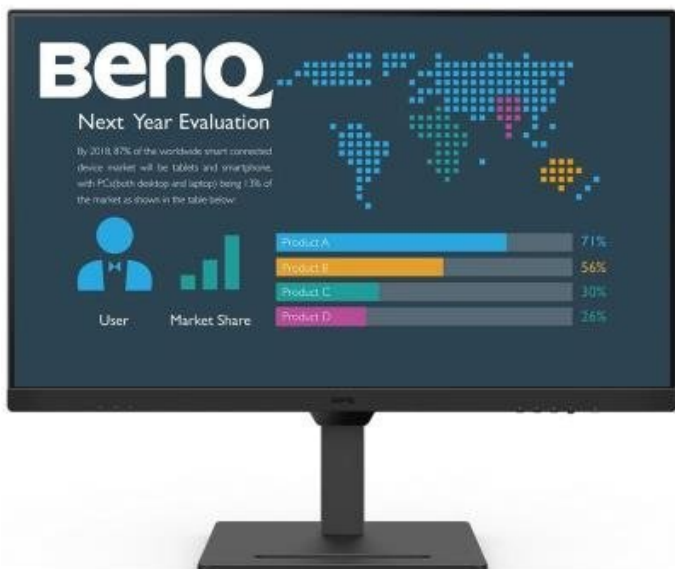 BenQ
Next Year Evaluation
By 2018, 87% of the worldwide smart connected
device market will be tablets and smartphone,
with PCs(both desktop and laptop) being 13% of
the market as shown in the table below:
Product A 71%
Product B 56%
Product C 30%
Product D 26%
User Market Share
BenQ